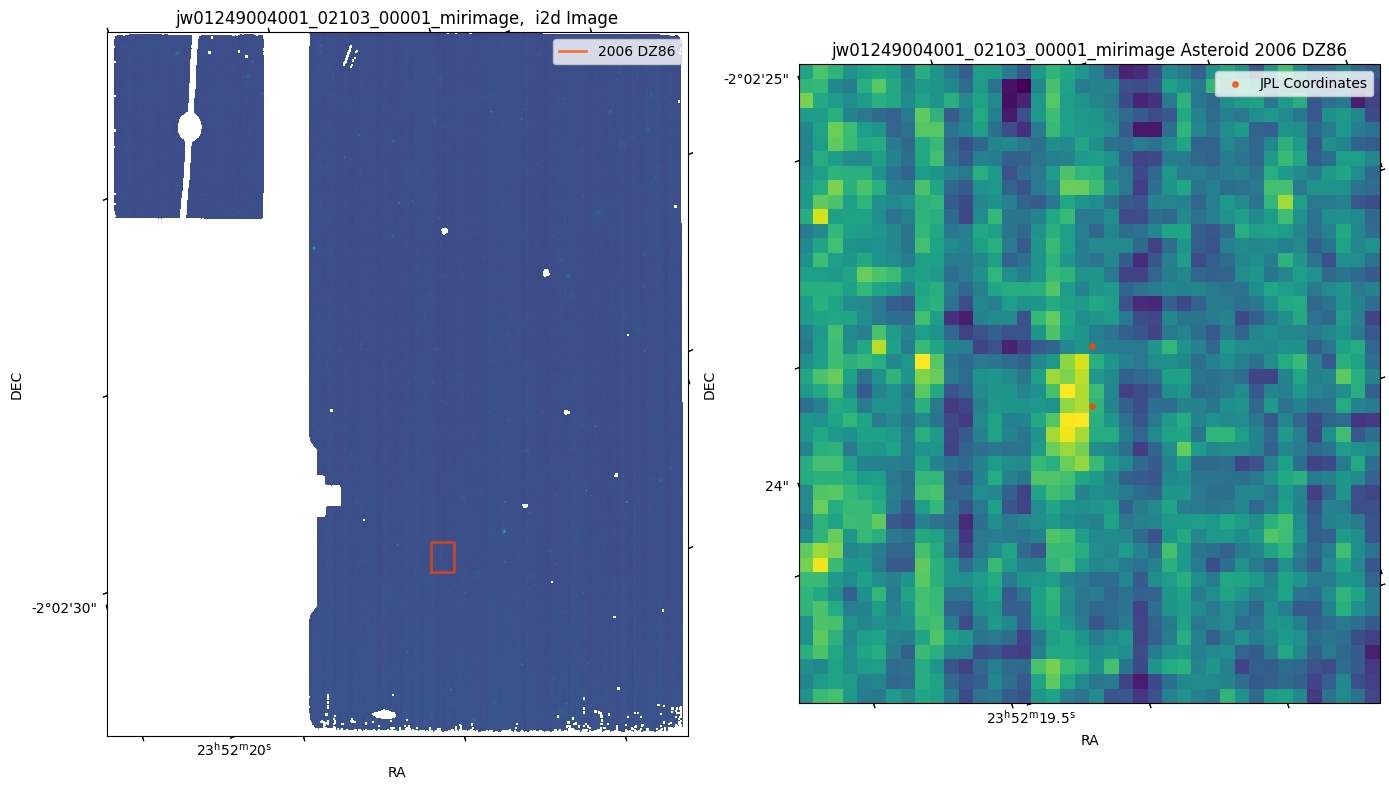 jw01249004001_02103_00001_mirimage,  i2d Image
2006 DZ86
DEC
-2°02'30"
23ʰ52ᵐ20ˢ
RA
jw01249004001_02103_00001_mirimage Asteroid 2006 DZ86
JPL Coordinates
-2°02'25"
DEC
24"
23ʰ52ᵐ19.5ˢ
RA